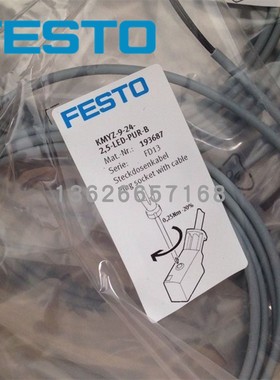 FESTO
FESTO
KMYZ-9-24-
2,5-LED-PUR-B
Mat.-Nr.: 193687
Serie: FD13
Steckdosenkabel
Plug socket with cable
13626657168
0,25Nm -20%